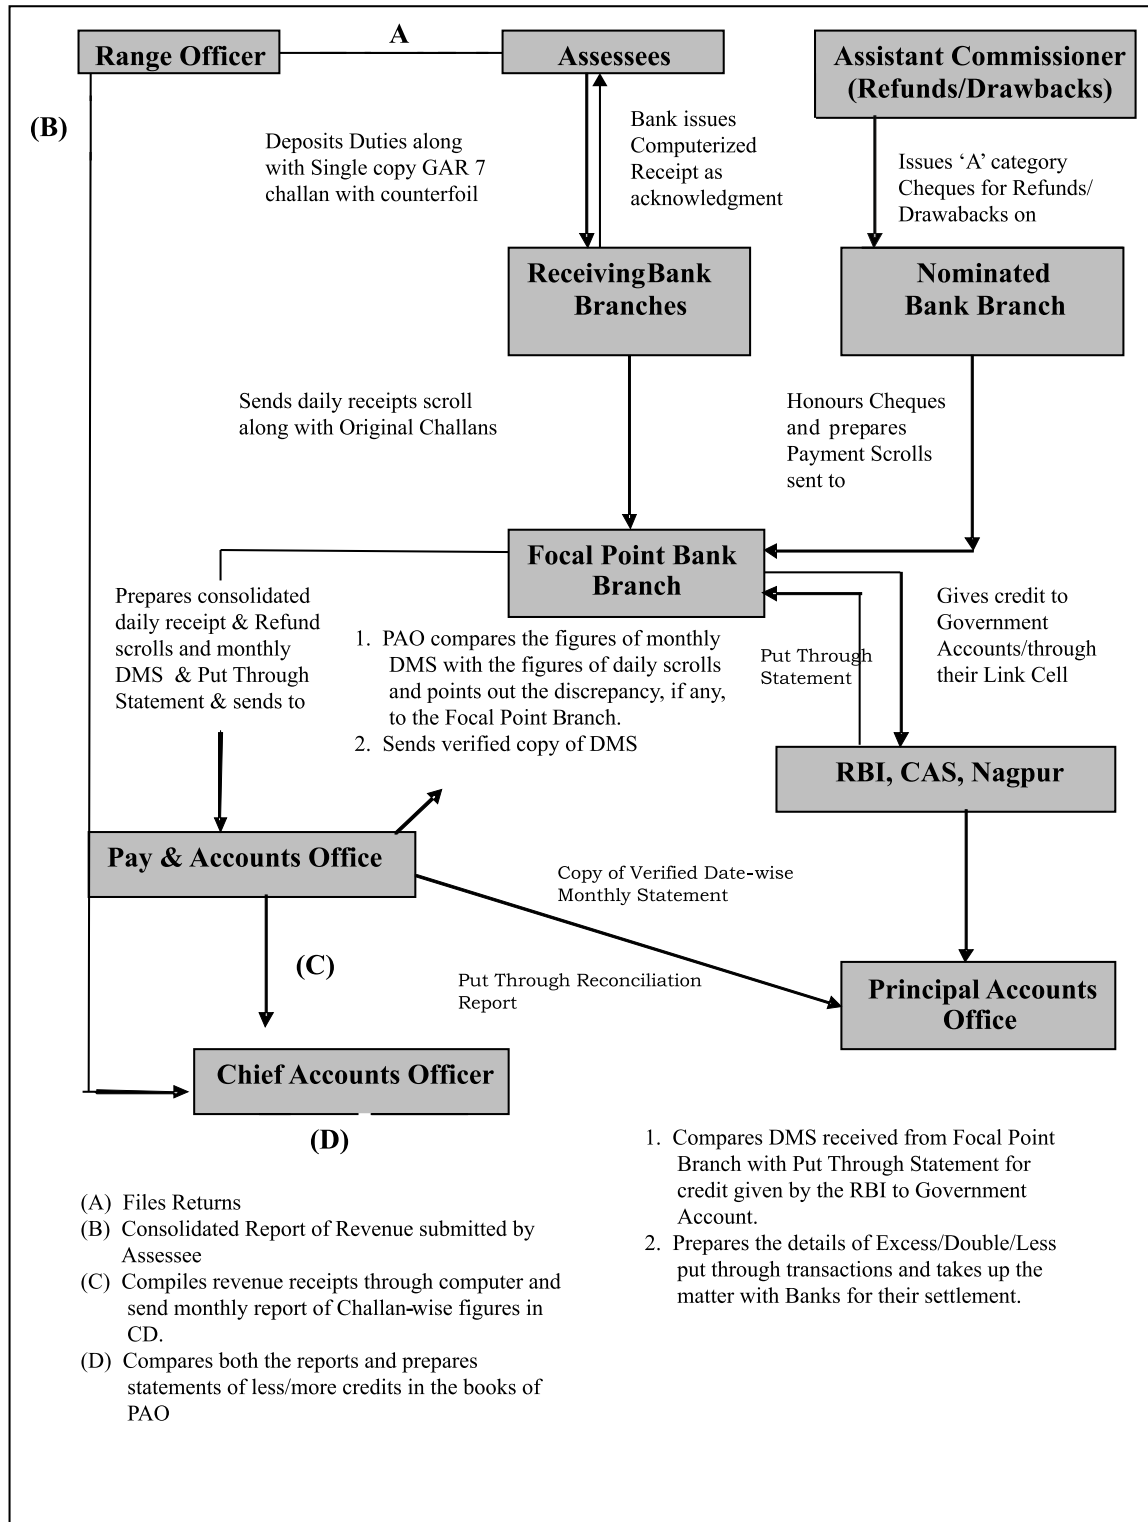 Range Officer
A
Assessees
Assistant Commissioner
(Refunds/Drawbacks)
(B)
Deposits Duties along
with Single copy GAR 7
challan with counterfoil
Bank issues
Computerized
Receipt as
acknowledgment
Issues ‘A’ category
Cheques for Refunds/
Drawabacks on
ReceivingBank
Branches
Nominated
Bank Branch
Sends daily receipts scroll
along with Original Challans
Honours Cheques
and prepares
Payment Scrolls
sent to
Focal Point Bank
Branch
Prepares consolidated
daily receipt & Refund
scrolls and monthly
DMS & Put Through
Statement & sends to
1. PAO compares the figures of monthly
DMS with the figures of daily scrolls
and points out the discrepancy, if any,
to the Focal Point Branch.
2. Sends verified copy of DMS
Put Through
Statement
Gives credit to
Government
Accounts/through
their Link Cell
RBI, CAS, Nagpur
Pay & Accounts Office
Copy of Verified Date-wise
Monthly Statement
(C)
Put Through Reconciliation
Report
Principal Accounts
Office
Chief Accounts Officer
(D)
(A) Files Returns
(B) Consolidated Report of Revenue submitted by
Assessee
(C) Compiles revenue receipts through computer and
send monthly report of Challan-wise figures in
CD.
(D) Compares both the reports and prepares
statements of less/more credits in the books of
PAO
1. Compares DMS received from Focal Point
Branch with Put Through Statement for
credit given by the RBI to Government
Account.
2. Prepares the details of Excess/Double/Less
put through transactions and takes up the
matter with Banks for their settlement.